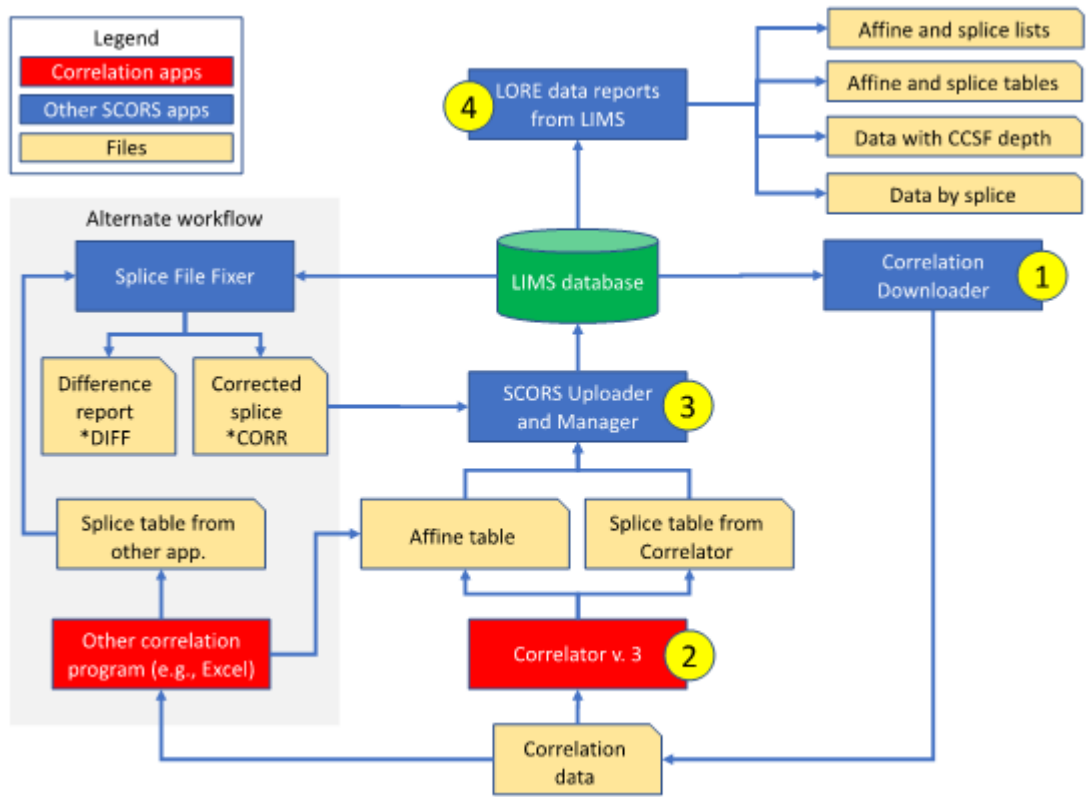 Legend
Correlation apps
Other SCORS apps
Files
4
LORE data reports
from LIMS
Affine and splice lists
Affine and splice tables
Data with CCSF depth
Data by splice
Alternate workflow
Splice File Fixer
LIMS database
Correlation
Downloader
1
Difference
report
*DIFF
Corrected
splice
*CORR
SCORS Uploader
and Manager
3
Splice table from
other app.
Affine table
Splice table from
Correlator
Other correlation
program (e.g., Excel)
Correlator v. 3
2
Correlation
data